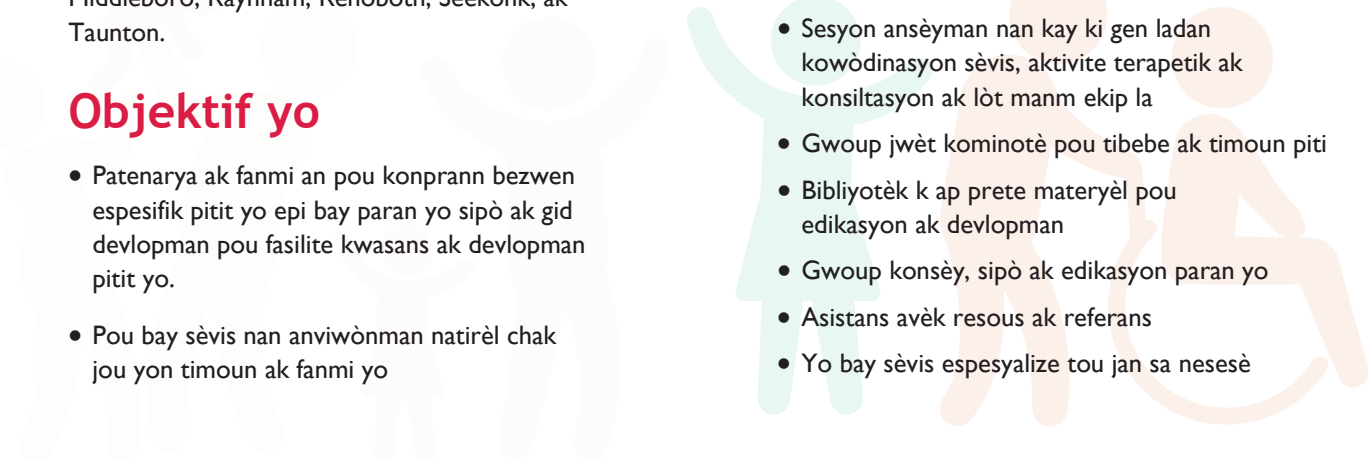 Middleboro, Raynham, Rehoboth, Seekonk, ak
Taunton.
Objektif yo
• Patenarya ak fanmi an pou konprann bezwen
espesifik pitit yo epi bay paran yo sipò ak gid
devlopman pou fasilite kwasans ak devlopman
pitit yo.
• Pou bay sèvis nan anviwònman natirèl chak
jou yon timoun ak fanmi yo
• Sesyon ansèyman nan kay ki gen ladan
kowòdinasyon sèvis, aktivite terapetik ak
konsiltasyon ak lòt manm ekip la
• Gwoup jwèt kominotè pou tibebe ak timoun piti
• Bibliyotèk k ap prete materyèl pou
edikasyon ak devlopman
• Gwoup konsèy, sipò ak edikasyon paran yo
• Asistans avèk resous ak referans
• Yo bay sèvis espesyalize tou jan sa nesesè